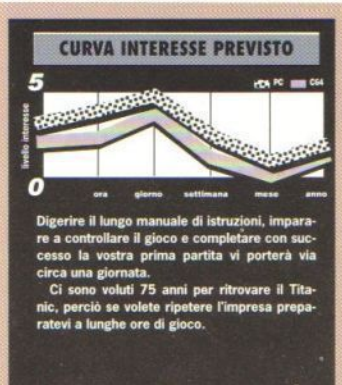 CURVA INTERESSE PREVISTO
5
PC C64
livello interesse
0
ora giorno settimana mese anno
Digerire il lungo manuale di istruzioni, impara-
re a controllare il gioco e completare con suc-
cesso la vostra prima partita vi porterà via
circa una giornata.
Ci sono voluti 75 anni per ritrovare il Tita-
nic, perciò se volete ripetere l'impresa prepa-
ratevi a lunghe ore di gioco.